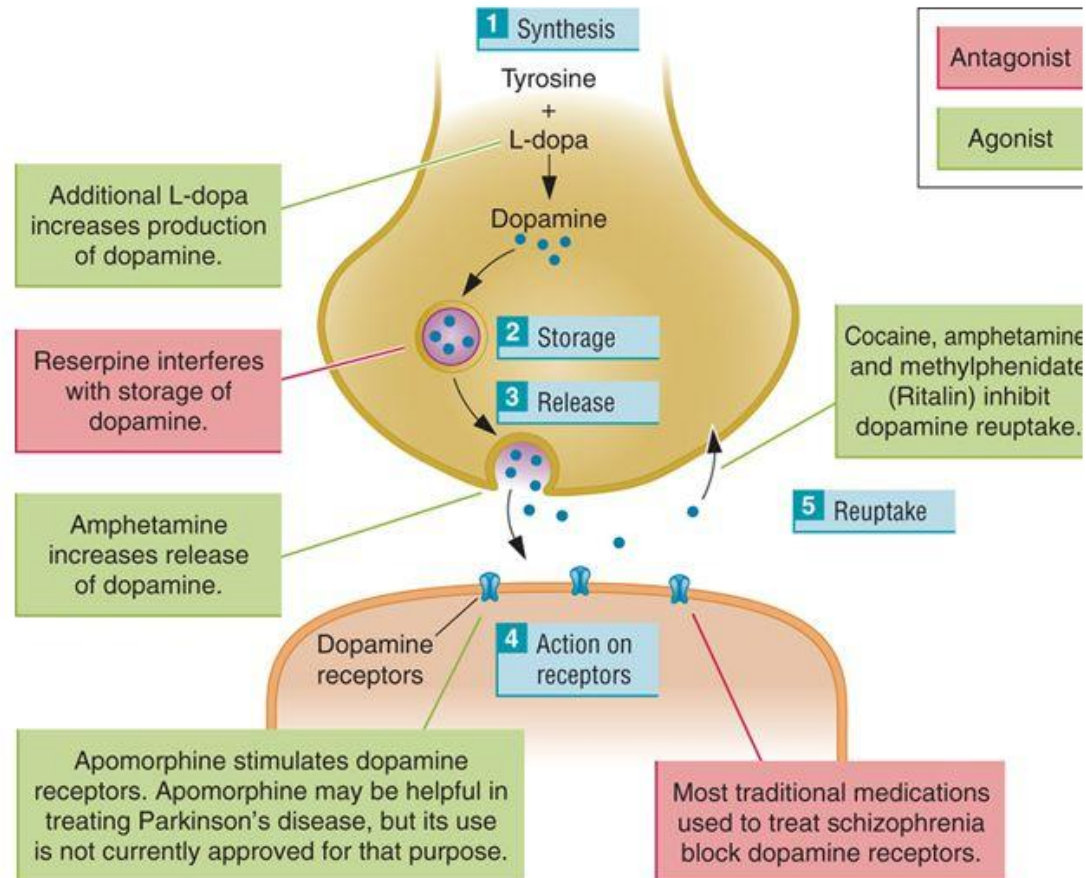 1 Synthesis
Antagonist
Agonist
Tyrosine
+
L-dopa
Dopamine
Additional L-dopa
increases production
of dopamine.
2 Storage
Reserpine interferes
with storage of
dopamine.
3 Release
Cocaine, amphetamine
and methylphenidate
(Ritalin) inhibit
dopamine reuptake.
Amphetamine
increases release
of dopamine.
5 Reuptake
Dopamine
receptors
4 Action on
receptors
Apomorphine stimulates dopamine
receptors. Apomorphine may be helpful in
treating Parkinson's disease, but its use
is not currently approved for that purpose.
Most traditional medications
used to treat schizophrenia
block dopamine receptors.